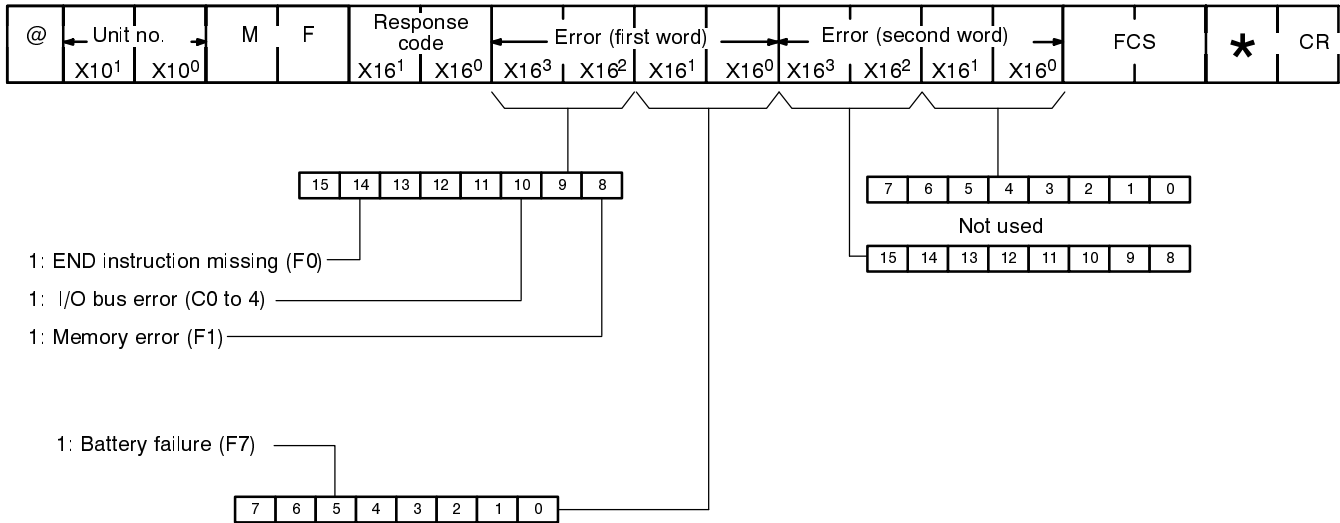 @ Unit no. M F Response code Error (first word) Error (second word) FCS * CR
X10¹ X10⁰ X16¹ X16⁰ X16³ X16² X16¹ X16⁰ X16³ X16² X16¹ X16⁰
15 14 13 12 11 10 9 8
7 6 5 4 3 2 1 0
Not used
15 14 13 12 11 10 9 8
1: END instruction missing (F0)
1: I/O bus error (C0 to 4)
1: Memory error (F1)
1: Battery failure (F7)
7 6 5 4 3 2 1 0